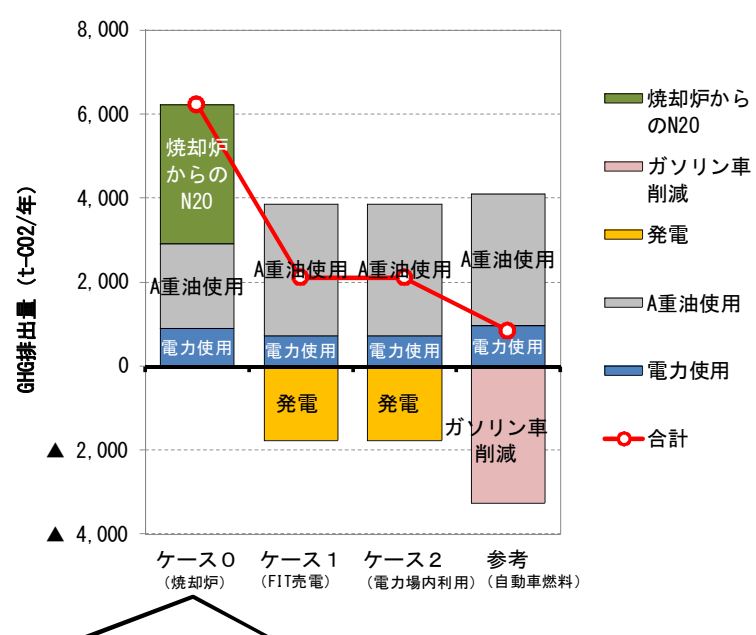 GHG排出量 (t-CO2/年)
8,000
6,000
4,000
2,000
0
▲ 2,000
▲ 4,000
焼却炉
からの
N20
A重油使用
電力使用
A重油使用
電力使用
発電
A重油使用
電力使用
発電
A重油使用
電力使用
ガソリン車
削減
ケース０
(焼却炉)
ケース１
(FIT売電)
ケース２
(電力場内利用)
参考
(自動車燃料)
焼却炉から
のN20
ガソリン車
削減
発電
A重油使用
電力使用
合計